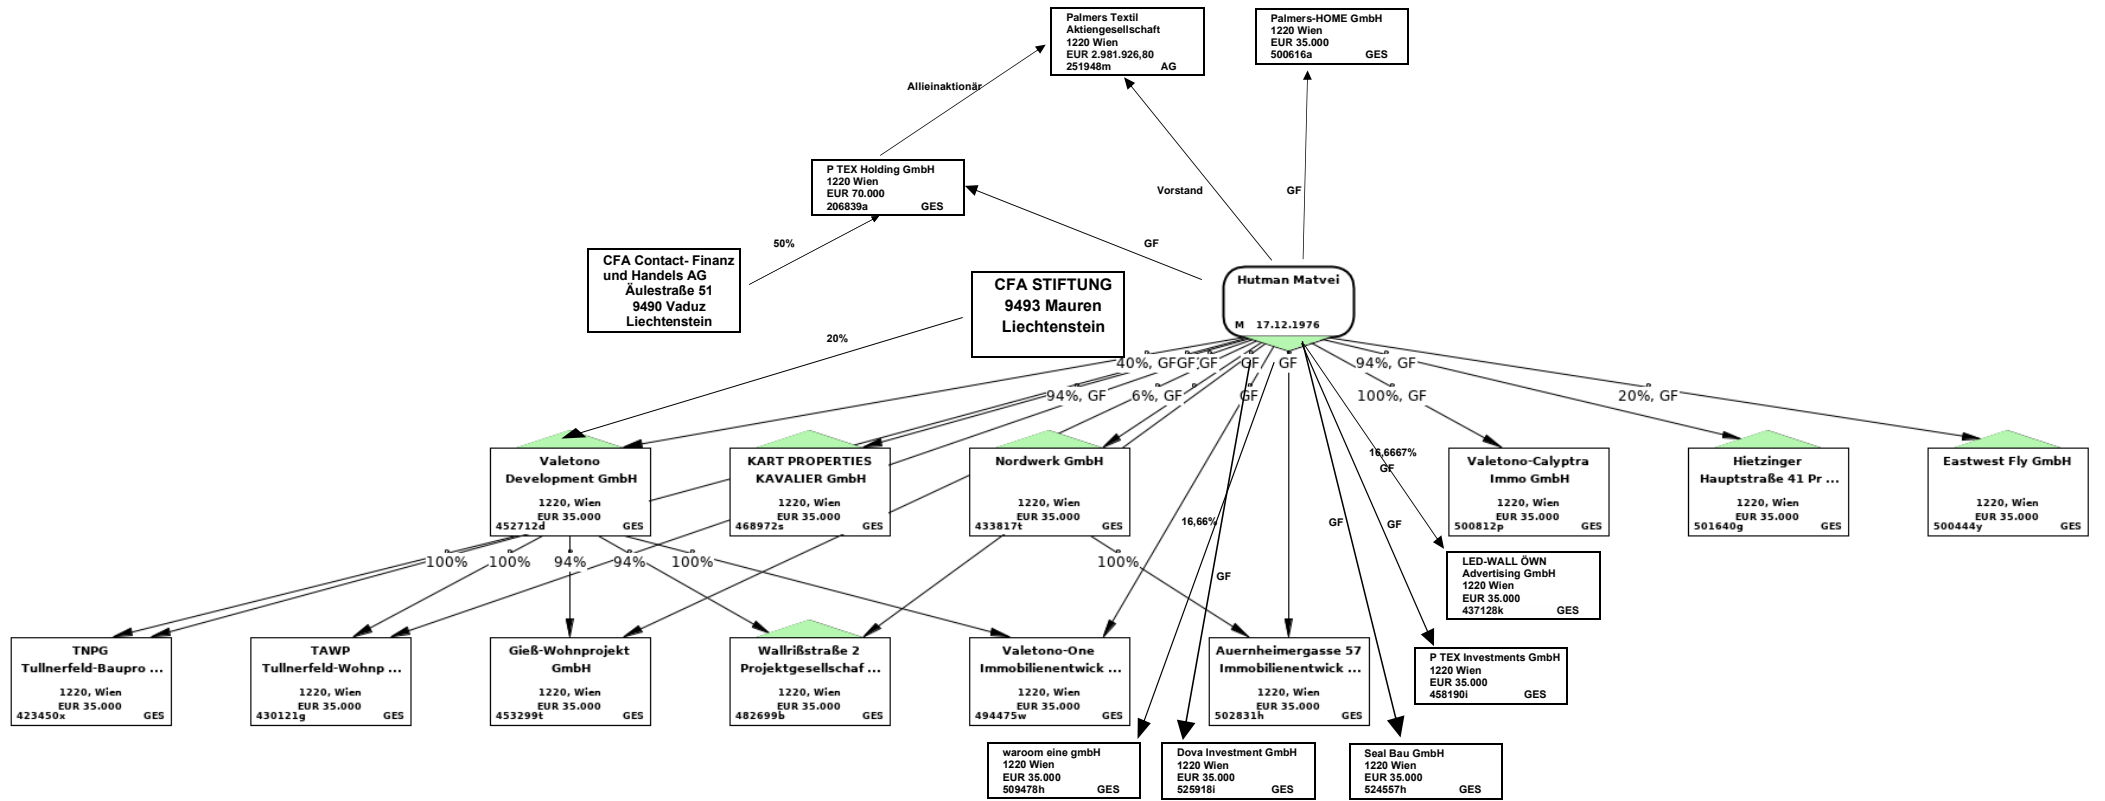 Palmers Textil
Aktiengesellschaft
1220 Wien
EUR 2.981.926,80
251948m AG
Palmers-HOME GmbH
1220 Wien
EUR 35.000
500616a GES
Allieinaktionär
P TEX Holding GmbH
1220 Wien
EUR 70.000
206839a GES
Vorstand
GF
50%
GF
CFA Contact- Finanz
und Handels AG
Äulestraße 51
9490 Vaduz
Liechtenstein
CFA STIFTUNG
9493 Mauren
Liechtenstein
Hutman Matvei
M 17.12.1976
20%
40%, GF
GF
GF
GF
GF
94%, GF
94%, GF
6%, GF
GF
100%, GF
20%, GF
Valetono
Development GmbH
1220, Wien
EUR 35.000
452712d GES
KART PROPERTIES
KAVALIER GmbH
1220, Wien
EUR 35.000
468972s GES
Nordwerk GmbH
1220, Wien
EUR 35.000
433817t GES
16,6667%
GF
Valetono-Calyptra
Immo GmbH
1220, Wien
EUR 35.000
500812p GES
Hietzinger
Hauptstraße 41 Pr ...
1220, Wien
EUR 35.000
501640g GES
Eastwest Fly GmbH
1220, Wien
EUR 35.000
500444y GES
16,66%
GF
GF
GF
100%
100%
94%
94%
100%
100%
LED-WALL ÖWN
Advertising GmbH
1220 Wien
EUR 35.000
437128k GES
TNPG
Tullnerfeld-Baupro ...
1220, Wien
EUR 35.000
423450x GES
TAWP
Tullnerfeld-Wohnp ...
1220, Wien
EUR 35.000
430121g GES
Gieß-Wohnprojekt
GmbH
1220, Wien
EUR 35.000
453299t GES
Wallrißstraße 2
Projektgesellschaf ...
1220, Wien
EUR 35.000
482699b GES
Valetono-One
Immobilienentwick ...
1220, Wien
EUR 35.000
494475w GES
Auernheimergasse 57
Immobilienentwick ...
1220, Wien
EUR 35.000
502831h GES
P TEX Investments GmbH
1220 Wien
EUR 35.000
458190i GES
waroom eine gmbH
1220 Wien
EUR 35.000
509478h GES
Dova Investment GmbH
1220 Wien
EUR 35.000
525918i GES
Seal Bau GmbH
1220 Wien
EUR 35.000
524557h GES